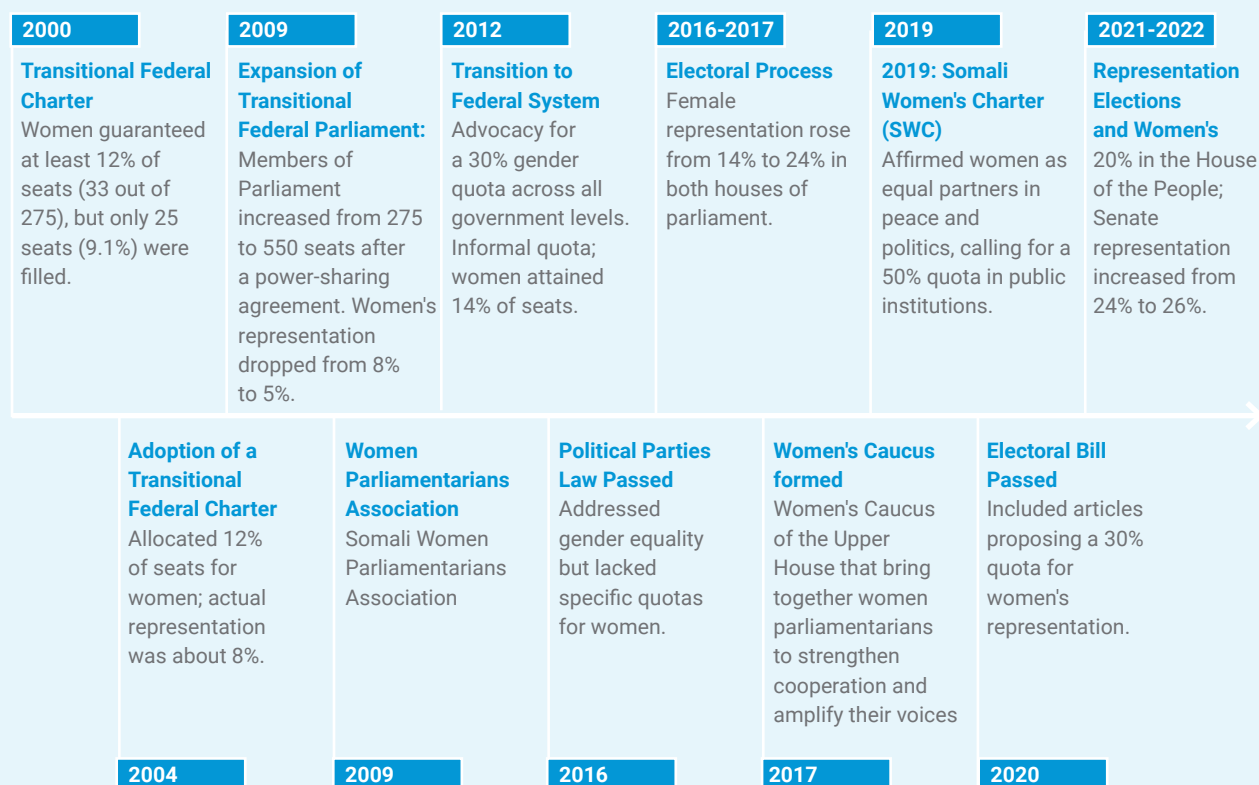 2000
Transitional Federal
Charter
Women guaranteed
at least 12% of
seats (33 out of
275), but only 25
seats (9.1%) were
filled.
2009
Expansion of
Transitional
Federal Parliament:
Members of
Parliament
increased from 275
to 550 seats after
a power-sharing
agreement. Women's
representation
dropped from 8%
to 5%.
2012
Transition to
Federal System
Advocacy for
a 30% gender
quota across all
government levels.
Informal quota;
women attained
14% of seats.
2016-2017
Electoral Process
Female
representation rose
from 14% to 24% in
both houses of
parliament.
2019
2019: Somali
Women's Charter
(SWC)
Affirmed women as
equal partners in
peace and
politics, calling for a
50% quota in public
institutions.
2021-2022
Representation
Elections
and Women's
20% in the House
of the People;
Senate
representation
increased from
24% to 26%.
Adoption of a
Transitional
Federal Charter
Allocated 12%
of seats for
women; actual
representation
was about 8%.
2004
Women
Parliamentarians
Association
Somali Women
Parliamentarians
Association
2009
Political Parties
Law Passed
Addressed
gender equality
but lacked
specific quotas
for women.
2016
Women's Caucus
formed
Women's Caucus
of the Upper
House that bring
together women
parliamentarians
to strengthen
cooperation and
amplify their voices
2017
Electoral Bill
Passed
Included articles
proposing a 30%
quota for
women's
representation.
2020